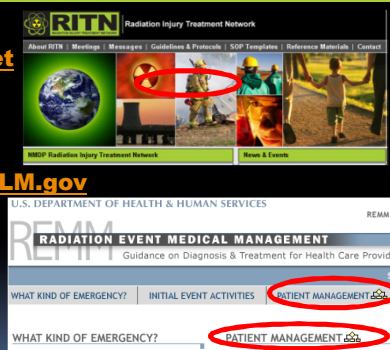 RITN Radiation Injury Treatment Network
About RITN | Meetings | Messages | Guidelines & Protocols | SOP Templates | Reference Materials | Contact
et
NMDP Radiation Injury Treatment Network
News & Events
LM.gov
U.S. DEPARTMENT OF HEALTH & HUMAN SERVICES
REMM
REMM
RADIATION EVENT MEDICAL MANAGEMENT
Guidance on Diagnosis & Treatment for Health Care Provid
S
WHAT KIND OF EMERGENCY? INITIAL EVENT ACTIVITIES PATIENT MANAGEMENT
WHAT KIND OF EMERGENCY? PATIENT MANAGEMENT